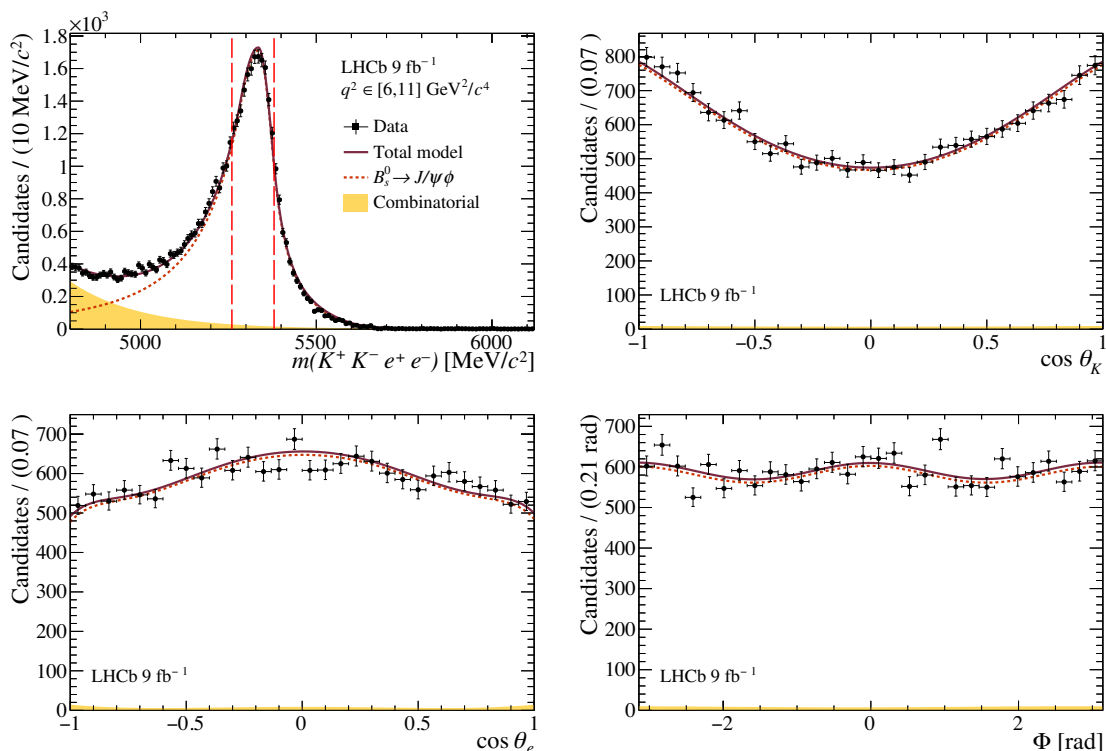 ×10³
1.8
1.6
1.4
1.2
1
0.8
0.6
0.4
0.2
0
Candidates / (10 MeV/c²)
LHCb 9 fb⁻¹
q² ∈ [6,11] GeV²/c⁴
Data
Total model
B⁰ₛ → J/ψ ϕ
Combinatorial
5000 5500 6000
m(K⁺ K⁻ e⁺ e⁻) [MeV/c²]
800
700
600
500
400
300
200
100
0
Candidates / (0.07)
LHCb 9 fb⁻¹
−1 −0.5 0 0.5 1
cos θ_K
700
600
500
400
300
200
100
0
Candidates / (0.07)
LHCb 9 fb⁻¹
−1 −0.5 0 0.5 1
cos θₑ
700
600
500
400
300
200
100
0
Candidates / (0.21 rad)
LHCb 9 fb⁻¹
−2 0 2
Φ [rad]